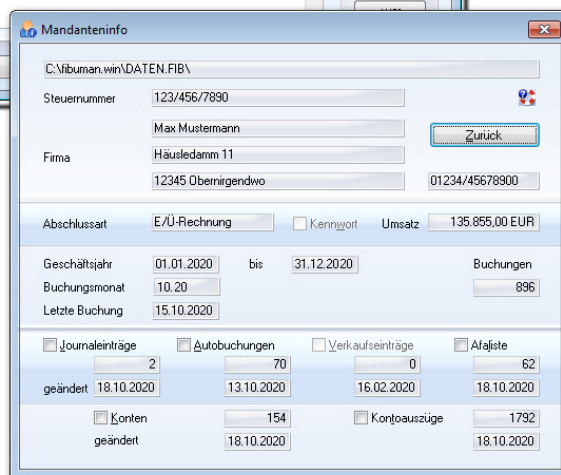 Mandanteninfo
C:\fibuman.win\DATEN.FIB\
Steuernummer 123/456/7890
Max Mustermann
Zurück
Firma Häusledamm 11
12345 Obernirgendwo 01234/45678900
Abschlussart E/Ü-Rechnung Kennwort Umsatz 135.855,00 EUR
Geschäftsjahr 01.01.2020 bis 31.12.2020 Buchungen
Buchungsmonat 10.20 896
Letzte Buchung 15.10.2020
Journaleinträge Autobuchungen Verkaufseinträge Afaliste
2 70 0 62
geändert 18.10.2020 13.10.2020 16.02.2020 18.10.2020
Konten 154 Kontoauszüge 1792
geändert 18.10.2020 18.10.2020